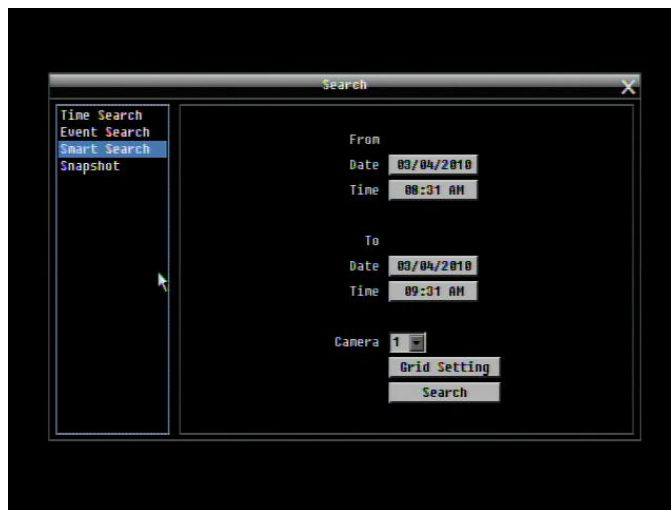 Search
Time Search
Event Search
Smart Search
Snapshot
From
Date 03/04/2010
Time 08:31 AM
To
Date 03/04/2010
Time 09:31 AM
Camera 1
Grid Setting
Search